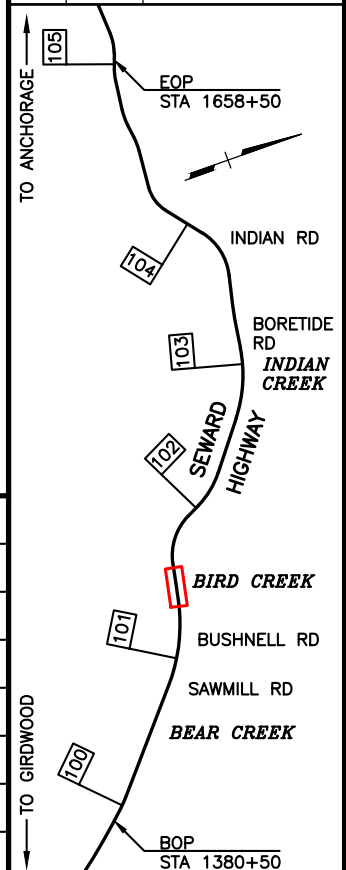 105
TO ANCHORAGE
EOP
STA 1658+50
INDIAN RD
104
BORETIDE
RD
103
INDIAN
CREEK
SEWARD
HIGHWAY
102
BIRD CREEK
101
BUSHNELL RD
SAWMILL RD
BEAR CREEK
100
TO GIRDWOOD
BOP
STA 1380+50